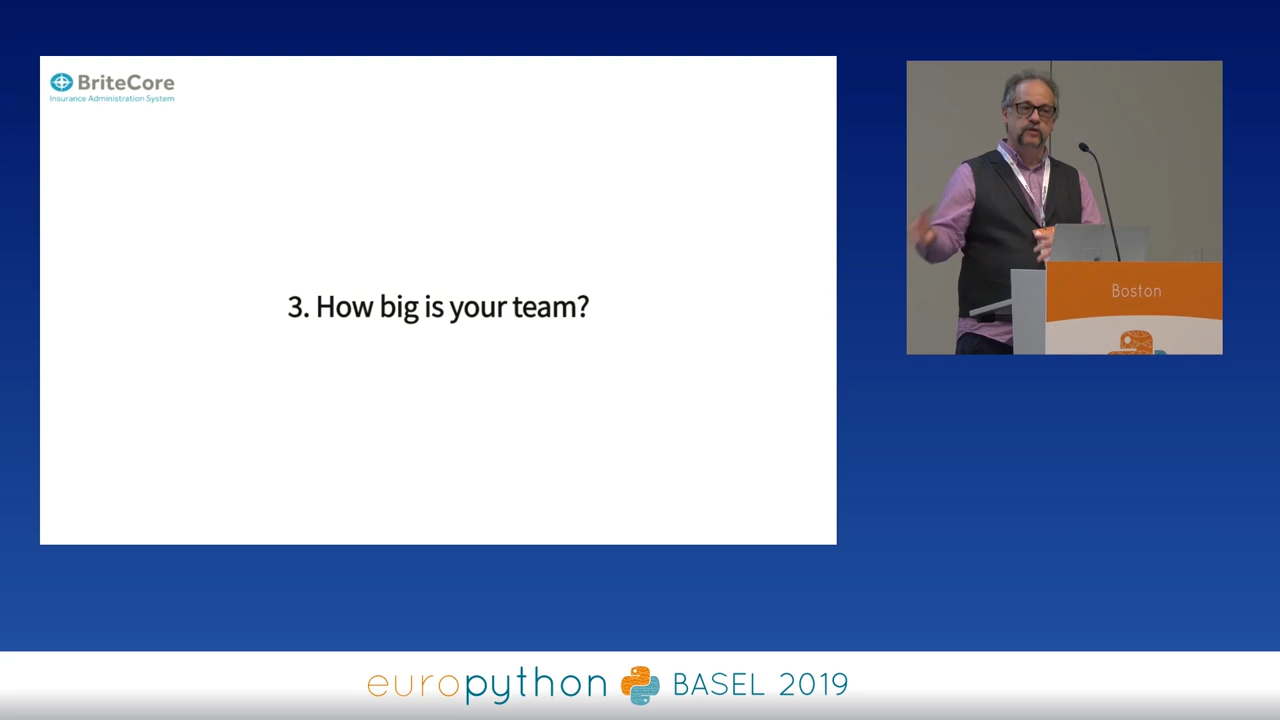 BriteCore
Insurance Administration System
3. How big is your team?
Boston
europython BASEL 2019